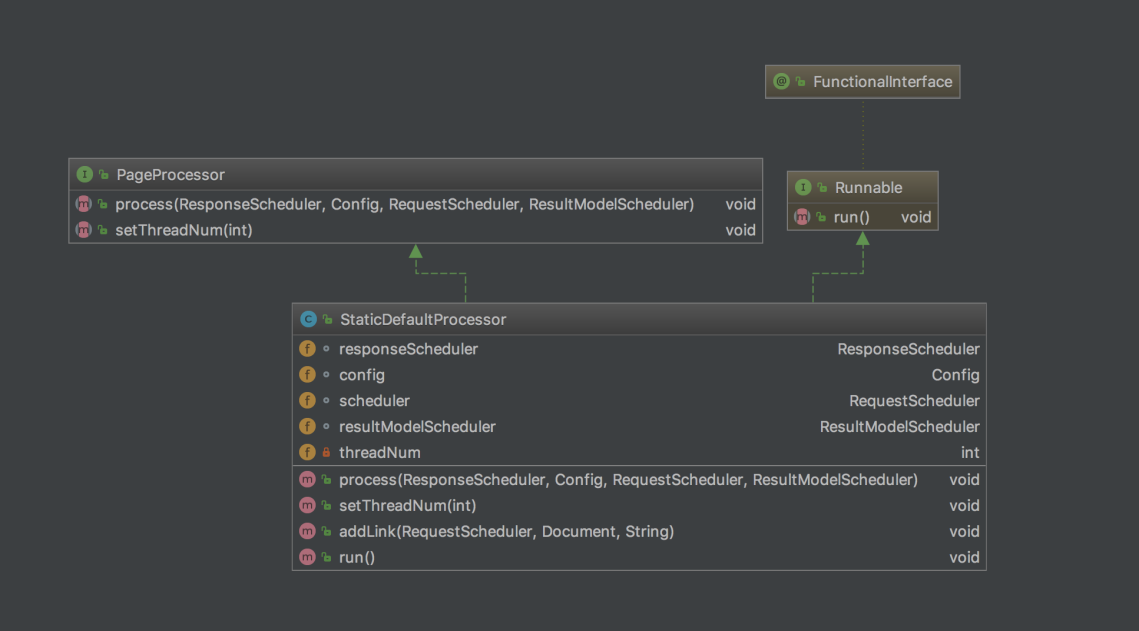 @ FunctionalInterface
I PageProcessor
m process(ResponseScheduler, Config, RequestScheduler, ResultModelScheduler) void
m setThreadNum(int) void
I Runnable
m run() void
C StaticDefaultProcessor
f responseScheduler ResponseScheduler
f config Config
f scheduler RequestScheduler
f resultModelScheduler ResultModelScheduler
f threadNum int
m process(ResponseScheduler, Config, RequestScheduler, ResultModelScheduler) void
m setThreadNum(int) void
m addLink(RequestScheduler, Document, String) void
m run() void